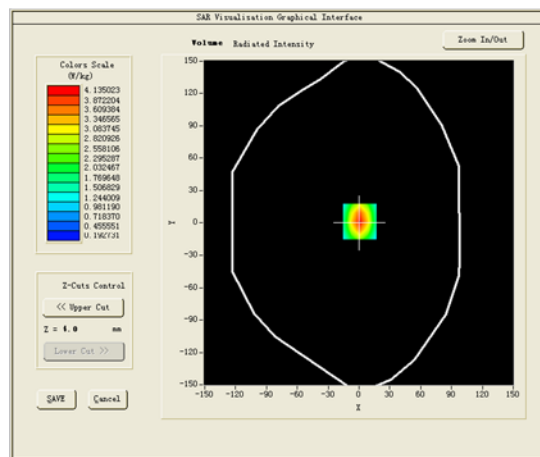 SAR Visualisation Graphical Interface
Volume Radiated Intensity
Zoom In/Out
Colors Scale
(W/kg)
4.135023
3.872204
3.609384
3.346565
3.083745
2.820926
2.558106
2.295287
2.032467
1.769648
1.506829
1.244009
0.981190
0.718370
0.455551
0.192731
Z-Cuts Control
<< Upper Cut
Z = 4.0 mm
Lower Cut >>
SAVE Cancel
150
120
90
60
30
Y 0
-30
-60
-90
-120
-150
-150 -120 -90 -60 -30 0 30 60 90 120 150
X